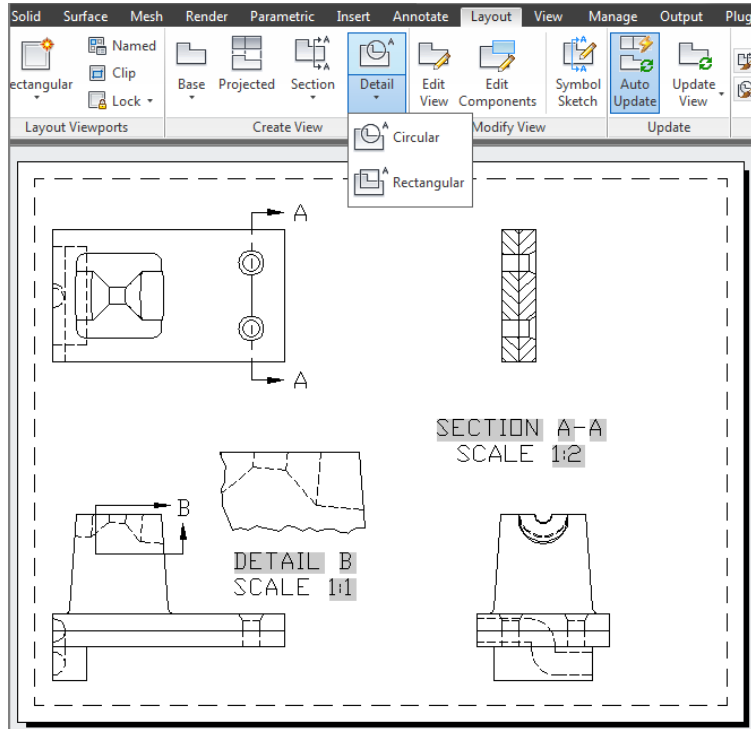 Solid Surface Mesh Render Parametric Insert Annotate Layout View Manage Output Plug
ectangular
Named
Clip
Lock
Base Projected Section Detail
Edit View
Edit Components
Symbol Sketch
Auto Update
Update View
Layout Viewports Create View Modify View Update
Circular
Rectangular
A
A
SECTION A-A
SCALE 1:2
B
DETAIL B
SCALE 1:1